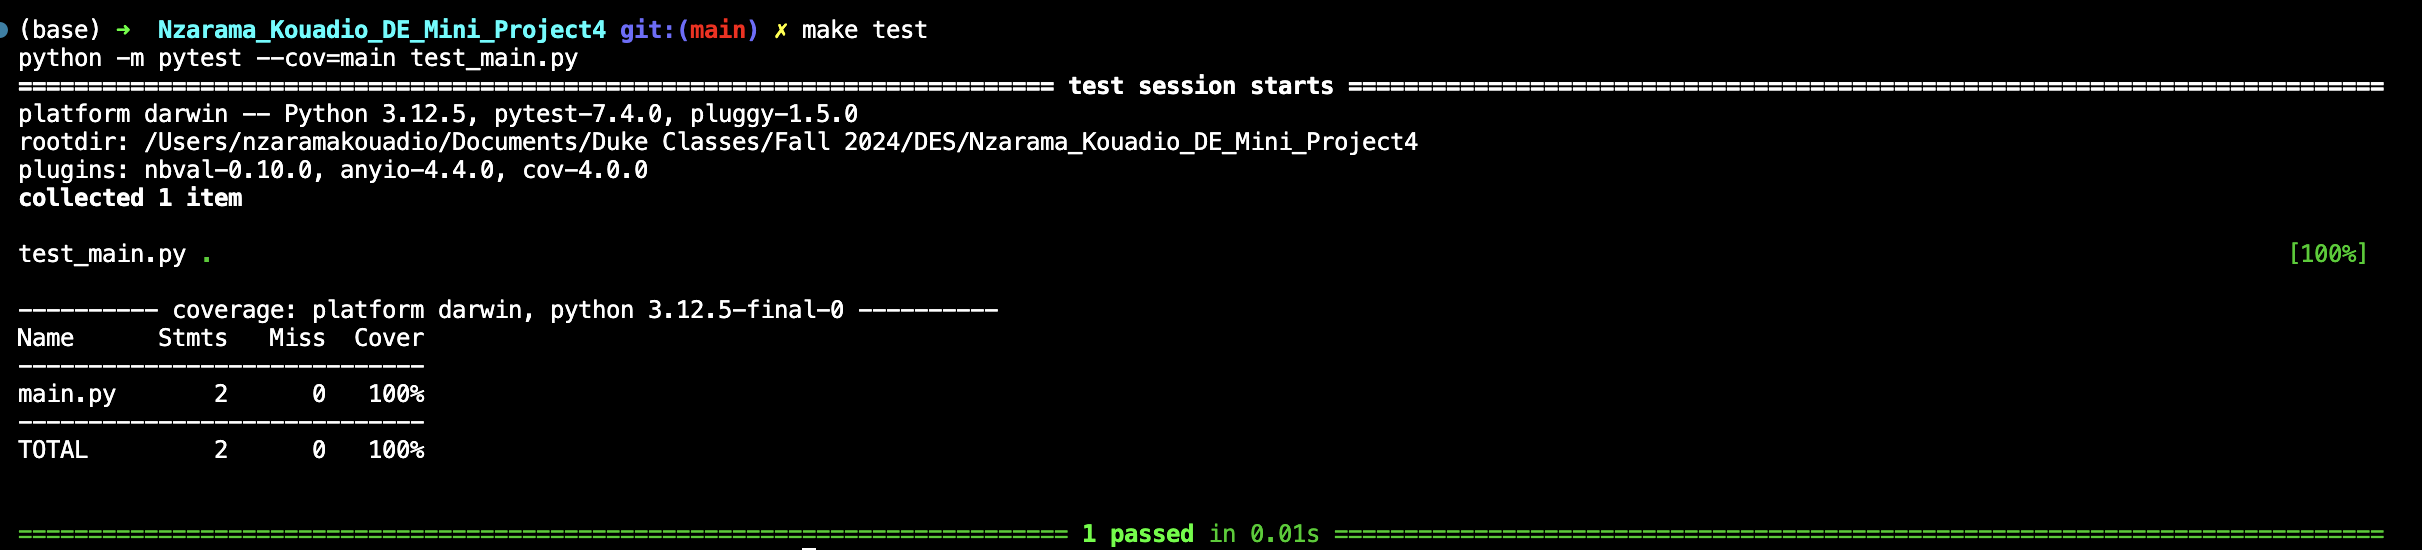 (base) ➜  Nzarama_Kouadio_DE_Mini_Project4 git:(main) ✗ make test
python -m pytest --cov=main test_main.py
=========================================================================== test session starts ===========================================================================
platform darwin -- Python 3.12.5, pytest-7.4.0, pluggy-1.5.0
rootdir: /Users/nzaramakouadio/Documents/Duke Classes/Fall 2024/DES/Nzarama_Kouadio_DE_Mini_Project4
plugins: nbval-0.10.0, anyio-4.4.0, cov-4.0.0
collected 1 item
test_main.py . [100%]
---------- coverage: platform darwin, python 3.12.5-final-0 ----------
Name      Stmts   Miss  Cover
-----------------------------
main.py       2      0   100%
-----------------------------
TOTAL         2      0   100%
============================================================================ 1 passed in 0.01s ============================================================================